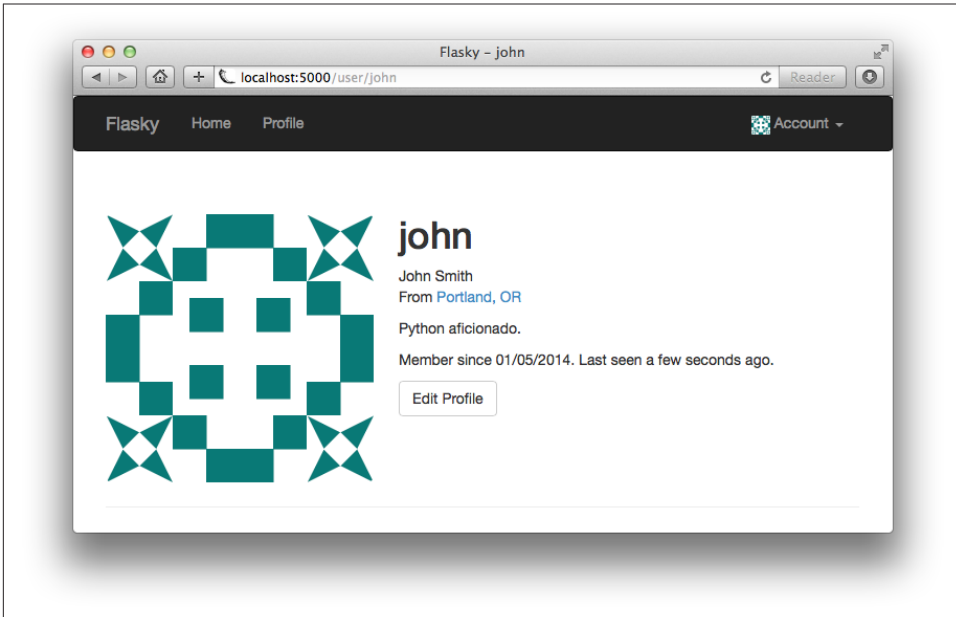 Flasky – john
localhost:5000/user/john
Reader
Flasky Home Profile Account
john
John Smith
From Portland, OR
Python aficionado.
Member since 01/05/2014. Last seen a few seconds ago.
Edit Profile